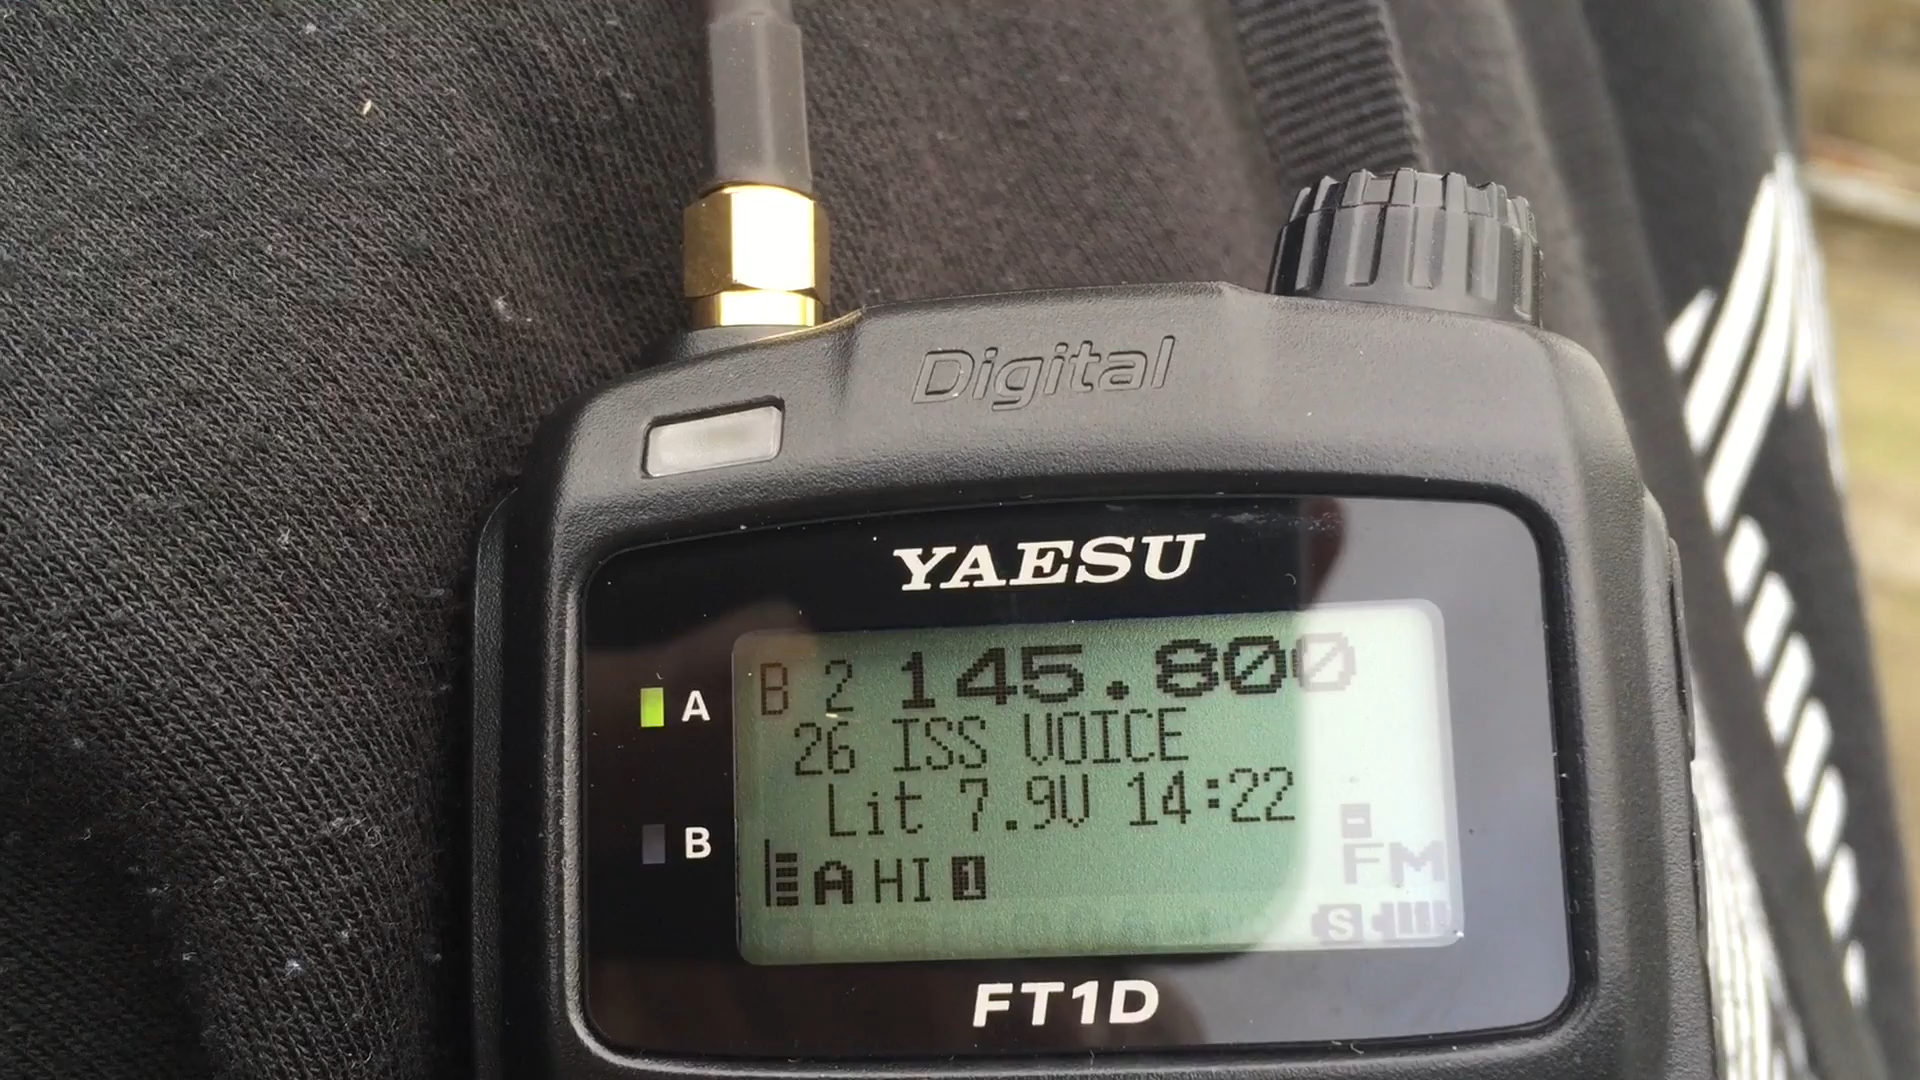 Digital
YAESU
A
B
B 2 145.800
26 ISS VOICE
Lit 7.9V 14:22
A HI 1
FM
S
FT1D